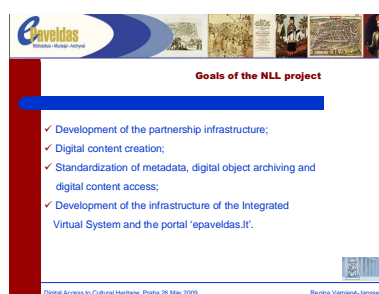 epaveldas
Bibliotekos - Muziejai - Archyvai
Goals of the NLL project
✓ Development of the partnership infrastructure;
✓ Digital content creation;
✓ Standardization of metadata, digital object archiving and
digital content access;
✓ Development of the infrastructure of the Integrated
Virtual System and the portal 'epaveldas.lt'.
Digital Access to Cultural Heritage, Praha 26 May 2009